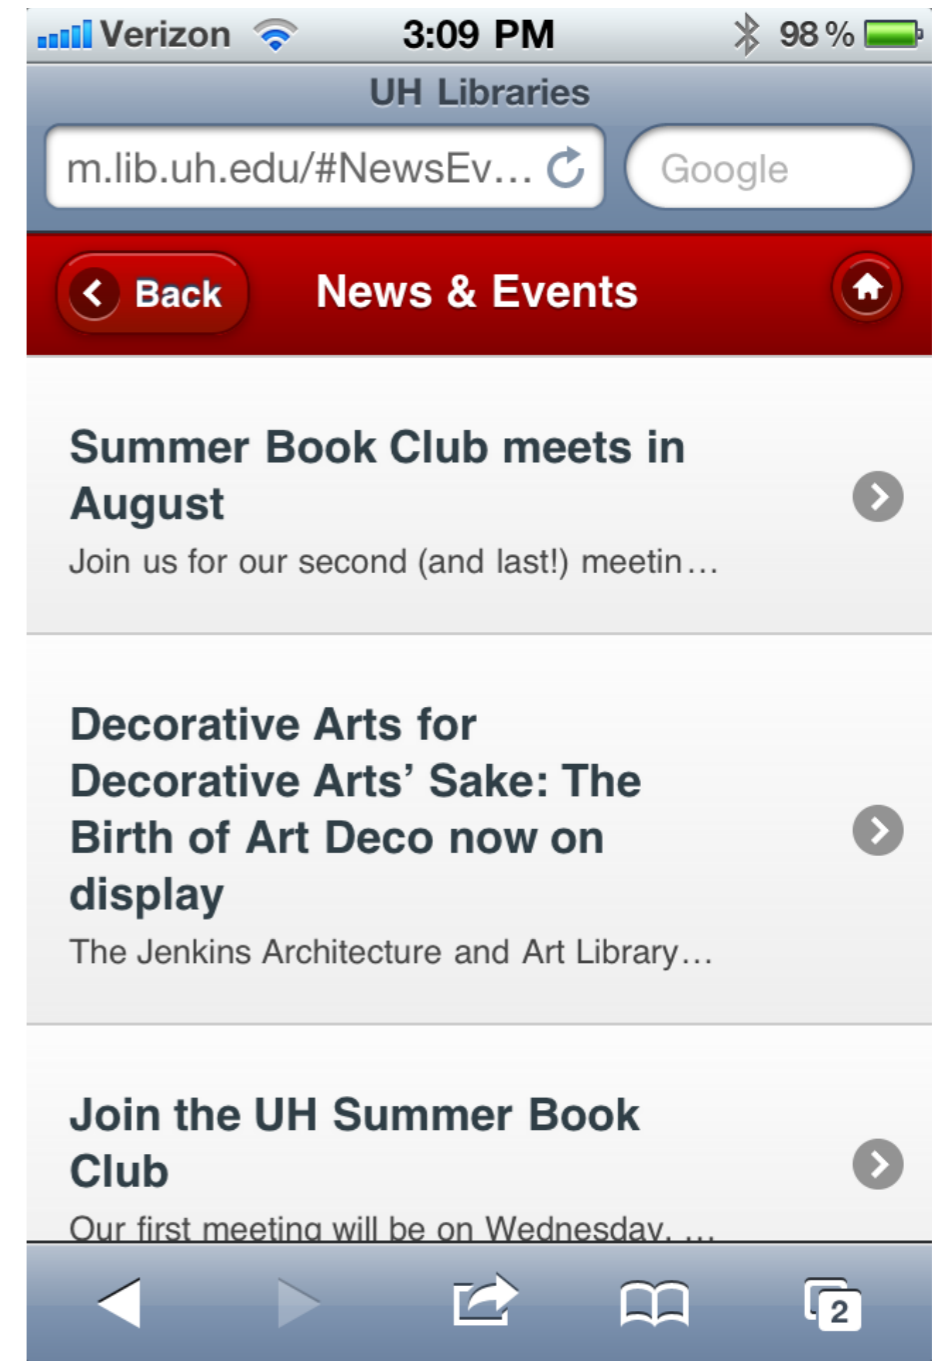 Verizon 3:09 PM 98%
UH Libraries
m.lib.uh.edu/#NewsEv... Google
Back News & Events
Summer Book Club meets in
August
Join us for our second (and last!) meetin...
Decorative Arts for
Decorative Arts’ Sake: The
Birth of Art Deco now on
display
The Jenkins Architecture and Art Library...
Join the UH Summer Book
Club
Our first meeting will be on Wednesday, ...
2